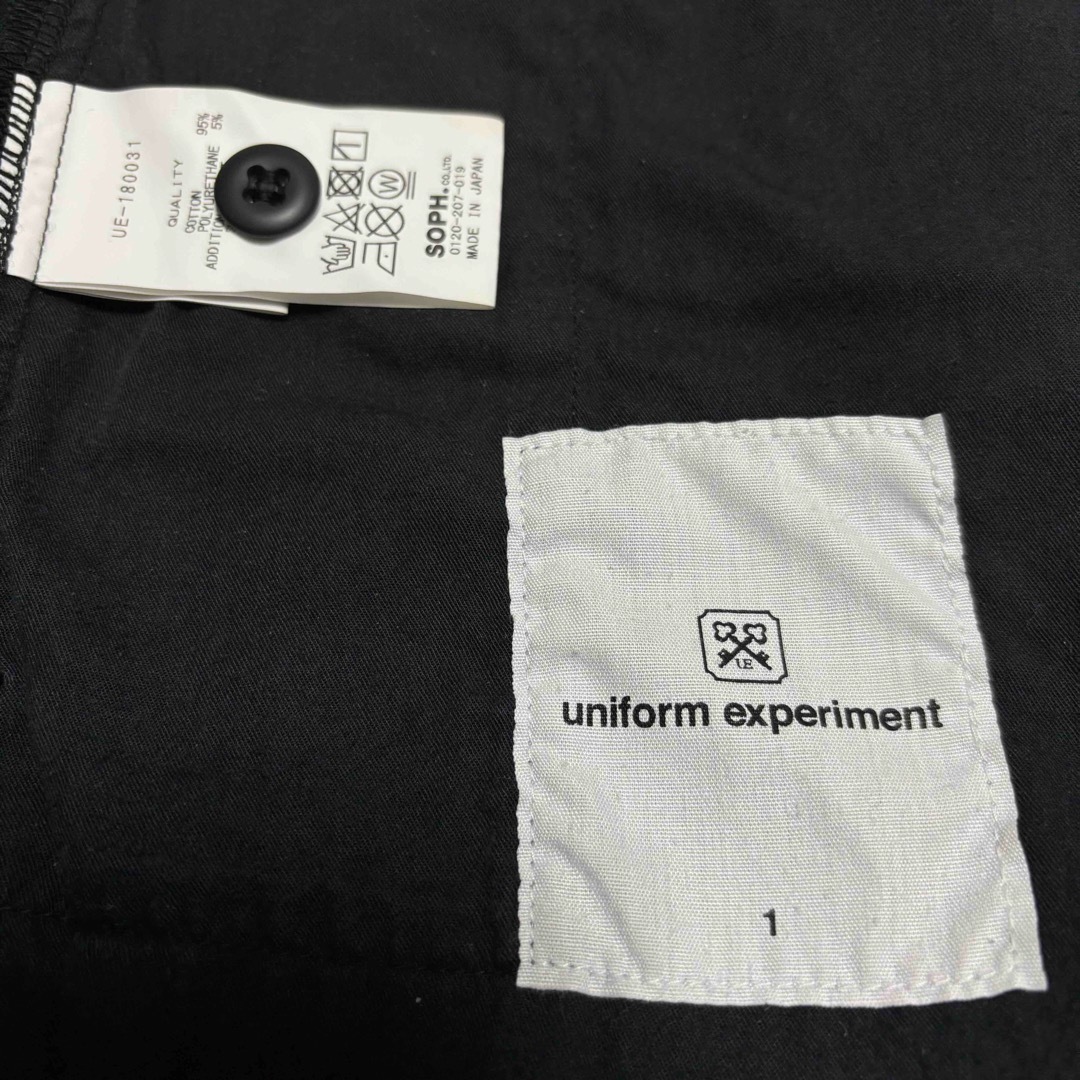 UE-180031
QUALITY
COTTON 95%
POLYURETHANE 5%
W
SOPH.CO.,LTD.
0120-207-019
MADE IN JAPAN
UE
uniform experiment
1